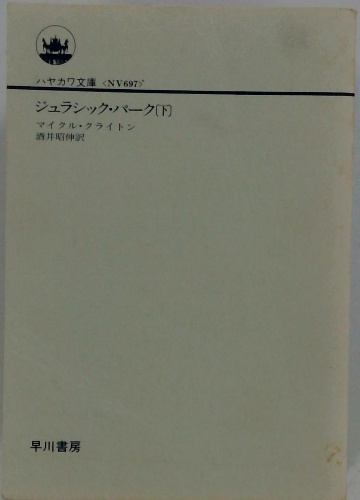 ハヤカワ文庫〈NV697〉
ジュラシック・パーク〔下〕
マイクル・クライトン
酒井昭伸訳
早川書房